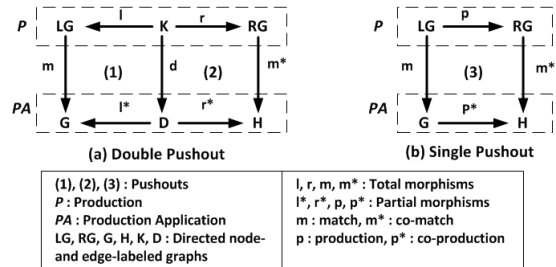 l r p
P LG K RG P LG RG
m (1) d (2) m* m (3) m*
PA l* r* PA P*
G D H G H
(a) Double Pushout (b) Single Pushout
(1), (2), (3) : Pushouts
P : Production
PA : Production Application
LG, RG, G, H, K, D : Directed node-
and edge-labeled graphs
l, r, m, m* : Total morphisms
l*, r*, p, p* : Partial morphisms
m : match, m* : co-match
p : production, p* : co-production